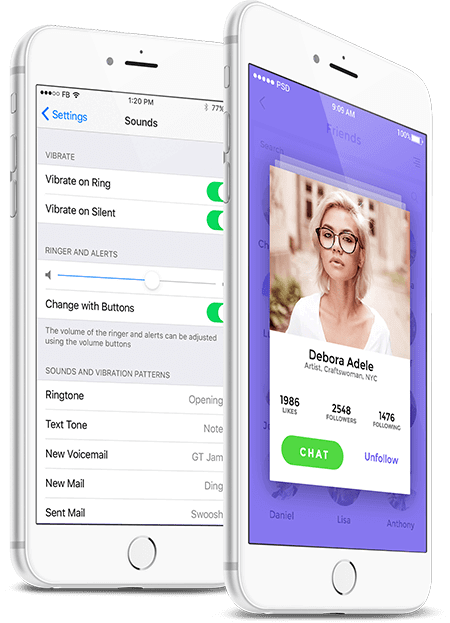 ●●●○○ FB
1:20 PM
77%
Settings
Sounds
VIBRATE
Vibrate on Ring
Vibrate on Silent
RINGER AND ALERTS
Change with Buttons
The volume of the ringer and alerts can be adjusted
using the volume buttons
SOUNDS AND VIBRATION PATTERNS
Ringtone Opening
Text Tone Note
New Voicemail GT Jam
New Mail Ding
Sent Mail Swoosh
●●●●● PSD
9:09 AM
100%
Friends
Search
Debora Adele
Artist, Craftswoman, NYC
1986 2548 1476
LIKES FOLLOWERS FOLLOWING
CHAT Unfollow
Daniel Lisa Anthony